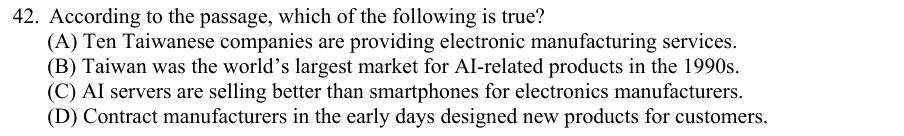 42. According to the passage, which of the following is true?
(A) Ten Taiwanese companies are providing electronic manufacturing services.
(B) Taiwan was the world’s largest market for AI-related products in the 1990s.
(C) AI servers are selling better than smartphones for electronics manufacturers.
(D) Contract manufacturers in the early days designed new products for customers.